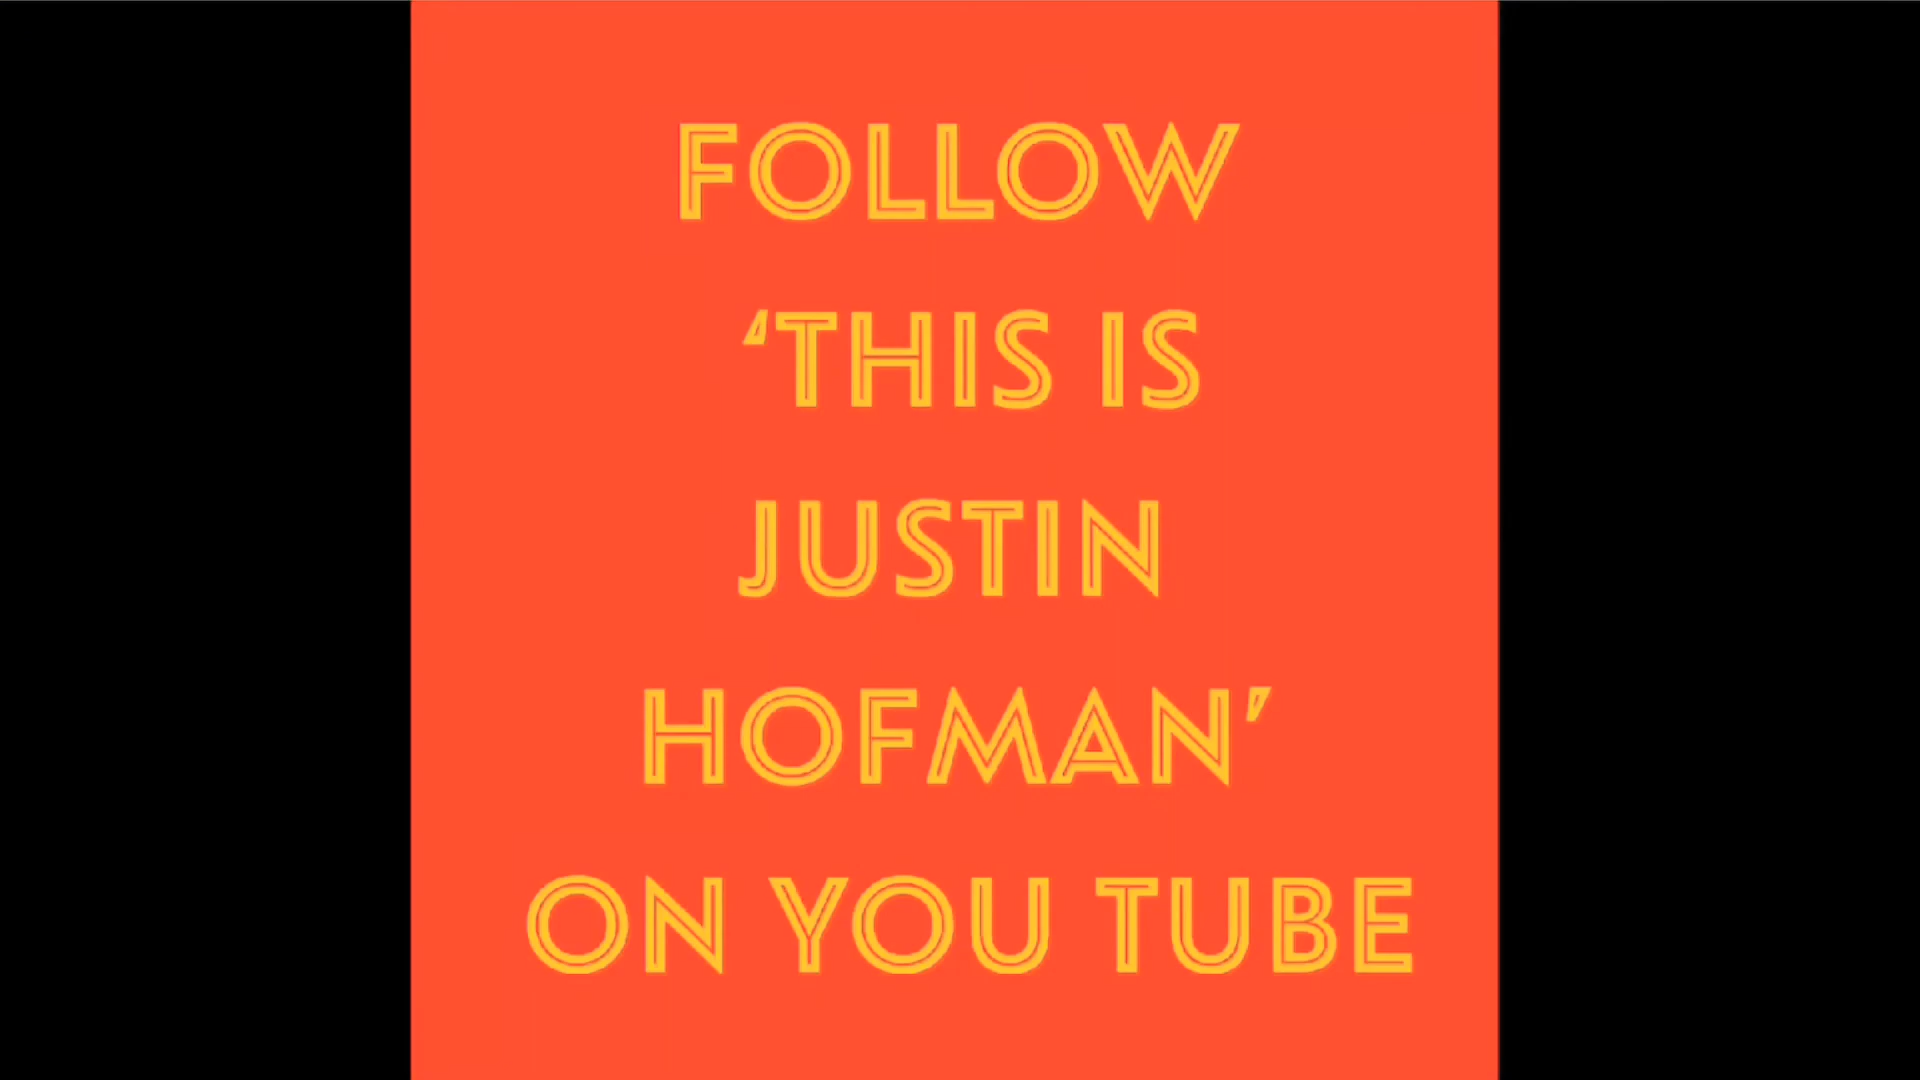 FOLLOW
‘THIS IS
JUSTIN
HOFMAN’
ON YOU TUBE